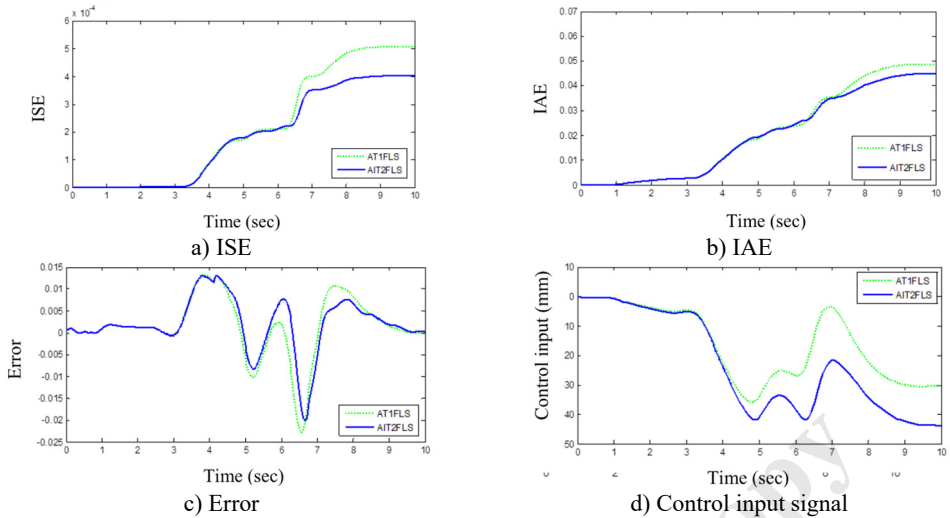 x 10⁻⁴
6
5
4
3
2
1
0
ISE
AT1FLS
AIT2FLS
0 1 2 3 4 5 6 7 8 9 10
Time (sec)
a) ISE
0.07
0.06
0.05
0.04
0.03
0.02
0.01
0
IAE
AT1FLS
AIT2FLS
0 1 2 3 4 5 6 7 8 9 10
Time (sec)
b) IAE
0.015
0.01
0.005
0
-0.005
-0.01
-0.015
-0.02
-0.025
Error
AT1FLS
AIT2FLS
0 1 2 3 4 5 6 7 8 9 10
Time (sec)
c) Error
10
0
10
20
30
40
50
Control input (mm)
AT1FLS
AIT2FLS
0 1 2 3 4 5 6 7 8 9 10
Time (sec)
d) Control input signal
opy